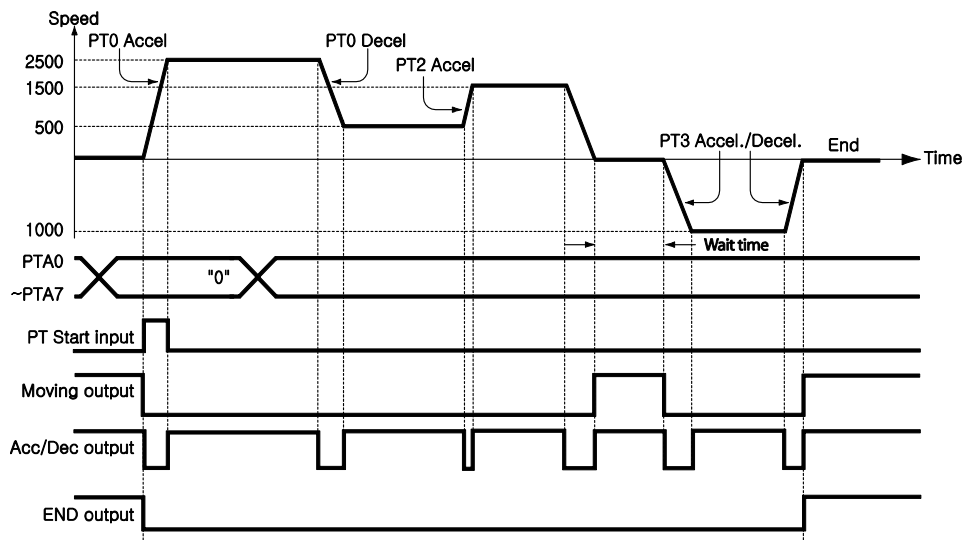 Speed
PT0 Accel
PT0 Decel
2500
PT2 Accel
1500
500
PT3 Accel./Decel.
End
Time
1000
Wait time
PTA0
"0"
~PTA7
PT Start input
Moving output
Acc/Dec output
END output